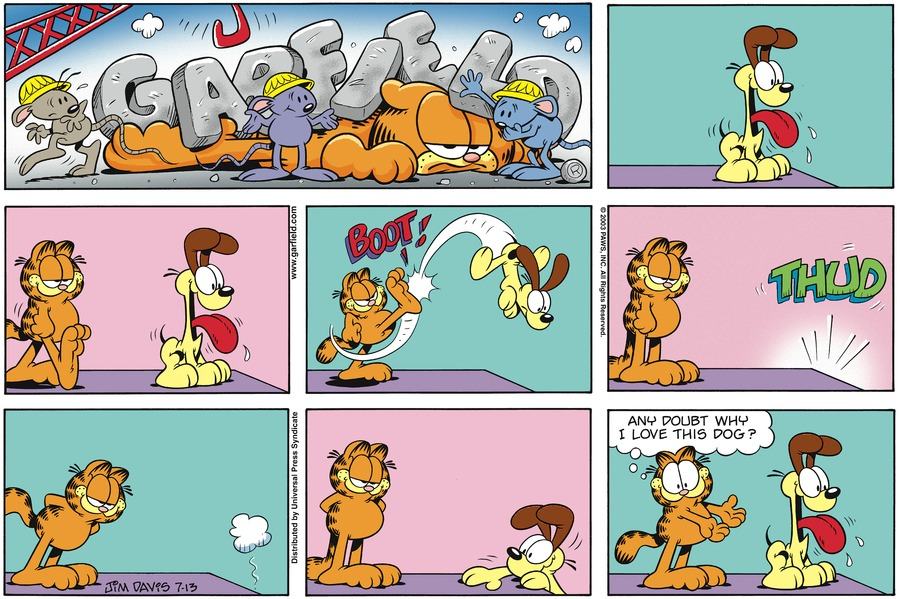 GARFIELD
www.garfield.com
BOOT!!
© 2003 PAWS, INC. All Rights Reserved.
THUD
JIM DAVIS 7-13
Distributed by Universal Press Syndicate
ANY DOUBT WHY
I LOVE THIS DOG?